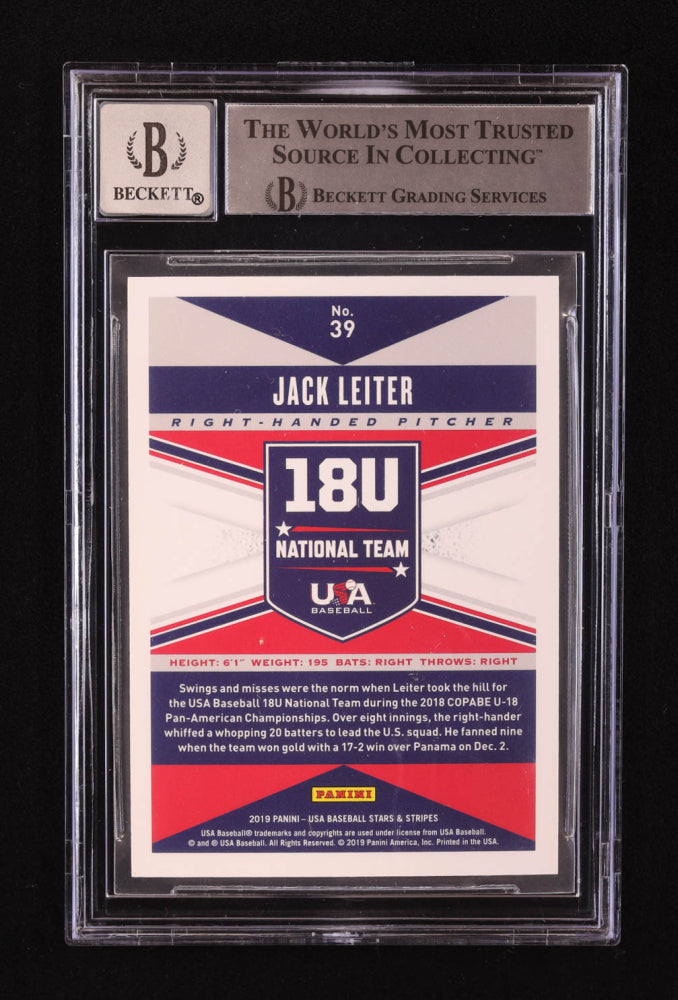 B
BECKETT®
THE WORLD'S MOST TRUSTED
SOURCE IN COLLECTING™
B BECKETT GRADING SERVICES
No.
39
JACK LEITER
RIGHT-HANDED PITCHER
18U
NATIONAL TEAM
USA
BASEBALL
HEIGHT: 6'1" WEIGHT: 195 BATS: RIGHT THROWS: RIGHT
Swings and misses were the norm when Leiter took the hill for
the USA Baseball 18U National Team during the 2018 COPABE U-18
Pan-American Championships. Over eight innings, the right-hander
whiffed a whopping 20 batters to lead the U.S. squad. He fanned nine
when the team won gold with a 17-2 win over Panama on Dec. 2.
PANINI
2019 PANINI – USA BASEBALL STARS & STRIPES
USA Baseball® trademarks and copyrights are used under license from USA Baseball.
© and ® USA Baseball. All Rights Reserved. © 2019 Panini America, Inc. Printed in the USA.